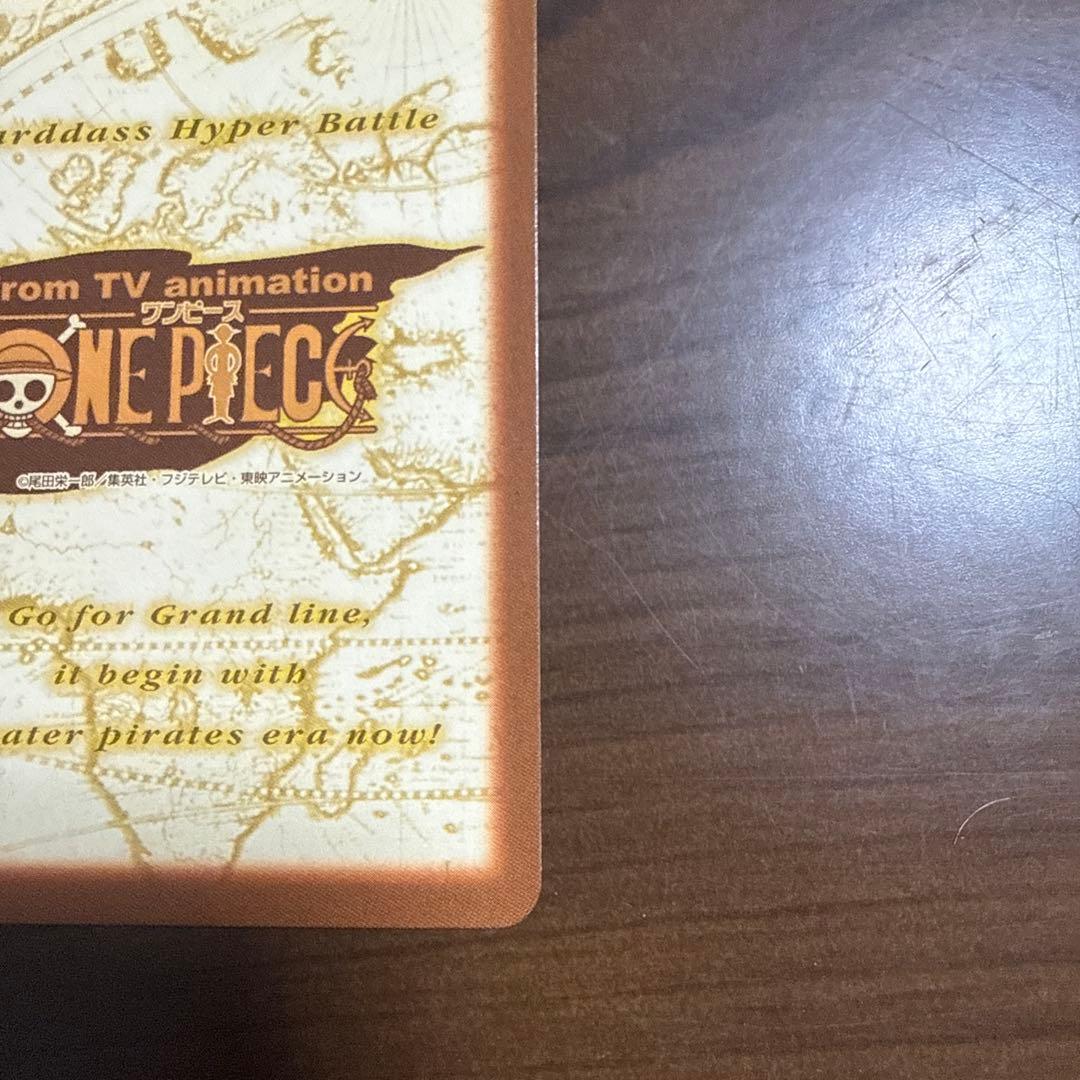 arddass Hyper Battle
rom TV animation
ワンピース
ONE PIECE
©尾田栄一郎/集英社・フジテレビ・東映アニメーション
Go for Grand line,
it begin with
ater pirates era now!